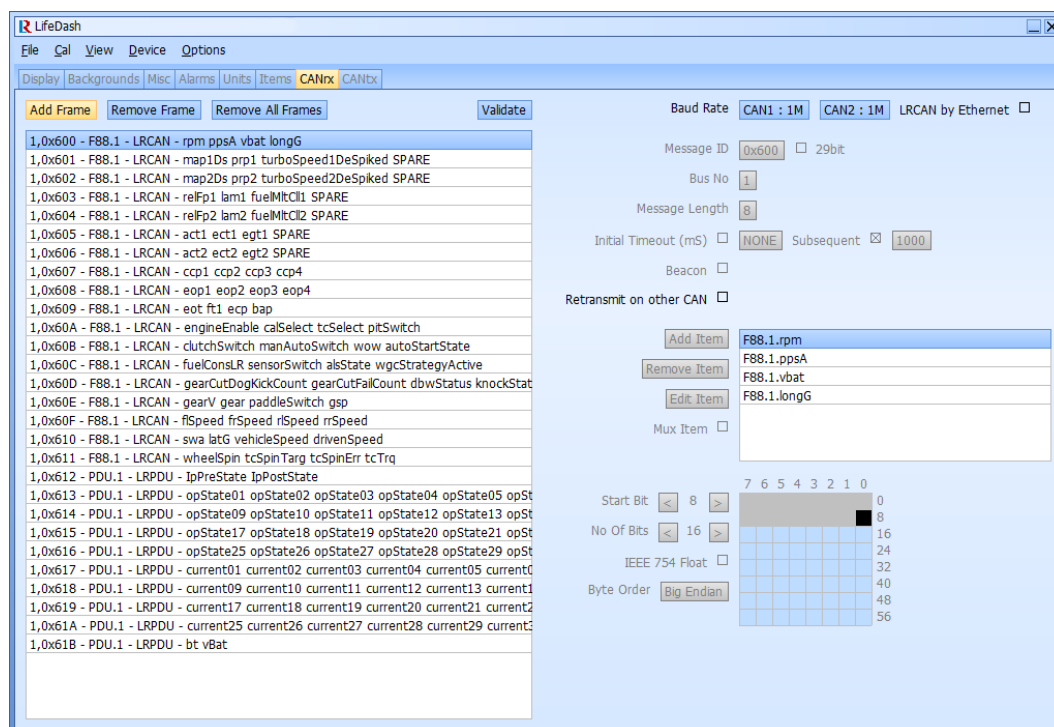 LifeDash
File Cal View Device Options
Display Backgrounds Misc Alarms Units Items CANrx CANtx
Add Frame Remove Frame Remove All Frames Validate
1,0x600 - F88.1 - LRCAN - rpm ppsA vbat longG
1,0x601 - F88.1 - LRCAN - map1Ds prp1 turboSpeed1DeSpiked SPARE
1,0x602 - F88.1 - LRCAN - map2Ds prp2 turboSpeed2DeSpiked SPARE
1,0x603 - F88.1 - LRCAN - relFp1 lam1 fuelMltCll1 SPARE
1,0x604 - F88.1 - LRCAN - relFp2 lam2 fuelMltCll2 SPARE
1,0x605 - F88.1 - LRCAN - act1 ect1 egt1 SPARE
1,0x606 - F88.1 - LRCAN - act2 ect2 egt2 SPARE
1,0x607 - F88.1 - LRCAN - ccp1 ccp2 ccp3 ccp4
1,0x608 - F88.1 - LRCAN - eop1 eop2 eop3 eop4
1,0x609 - F88.1 - LRCAN - eot ft1 ecp bap
1,0x60A - F88.1 - LRCAN - engineEnable calSelect tcSelect pitSwitch
1,0x60B - F88.1 - LRCAN - clutchSwitch manAutoSwitch wow autoStartState
1,0x60C - F88.1 - LRCAN - fuelConsLR sensorSwitch alsState wgcStrategyActive
1,0x60D - F88.1 - LRCAN - gearCutDogKickCount gearCutFailCount dbwStatus knockStat
1,0x60E - F88.1 - LRCAN - gearV gear paddleSwitch gsp
1,0x60F - F88.1 - LRCAN - flSpeed frSpeed rlSpeed rrSpeed
1,0x610 - F88.1 - LRCAN - swa latG vehicleSpeed drivenSpeed
1,0x611 - F88.1 - LRCAN - wheelSpin tcSpinTarg tcSpinErr tcTrq
1,0x612 - PDU.1 - LRPDU - IpPreState IpPostState
1,0x613 - PDU.1 - LRPDU - opState01 opState02 opState03 opState04 opState05 opSt
1,0x614 - PDU.1 - LRPDU - opState09 opState10 opState11 opState12 opState13 opSt
1,0x615 - PDU.1 - LRPDU - opState17 opState18 opState19 opState20 opState21 opSt
1,0x616 - PDU.1 - LRPDU - opState25 opState26 opState27 opState28 opState29 opSt
1,0x617 - PDU.1 - LRPDU - current01 current02 current03 current04 current05 current0
1,0x618 - PDU.1 - LRPDU - current09 current10 current11 current12 current13 current1
1,0x619 - PDU.1 - LRPDU - current17 current18 current19 current20 current21 current2
1,0x61A - PDU.1 - LRPDU - current25 current26 current27 current28 current29 current3
1,0x61B - PDU.1 - LRPDU - bt vBat
Baud Rate CAN1 : 1M CAN2 : 1M LRCAN by Ethernet
Message ID 0x600 29bit
Bus No 1
Message Length 8
Initial Timeout (mS) NONE Subsequent 1000
Beacon
Retransmit on other CAN
Add Item
Remove Item
Edit Item
Mux Item
F88.1.rpm
F88.1.ppsA
F88.1.vbat
F88.1.longG
Start Bit < 8 >
No Of Bits < 16 >
IEEE 754 Float
Byte Order Big Endian
7 6 5 4 3 2 1 0
0
8
16
24
32
40
48
56